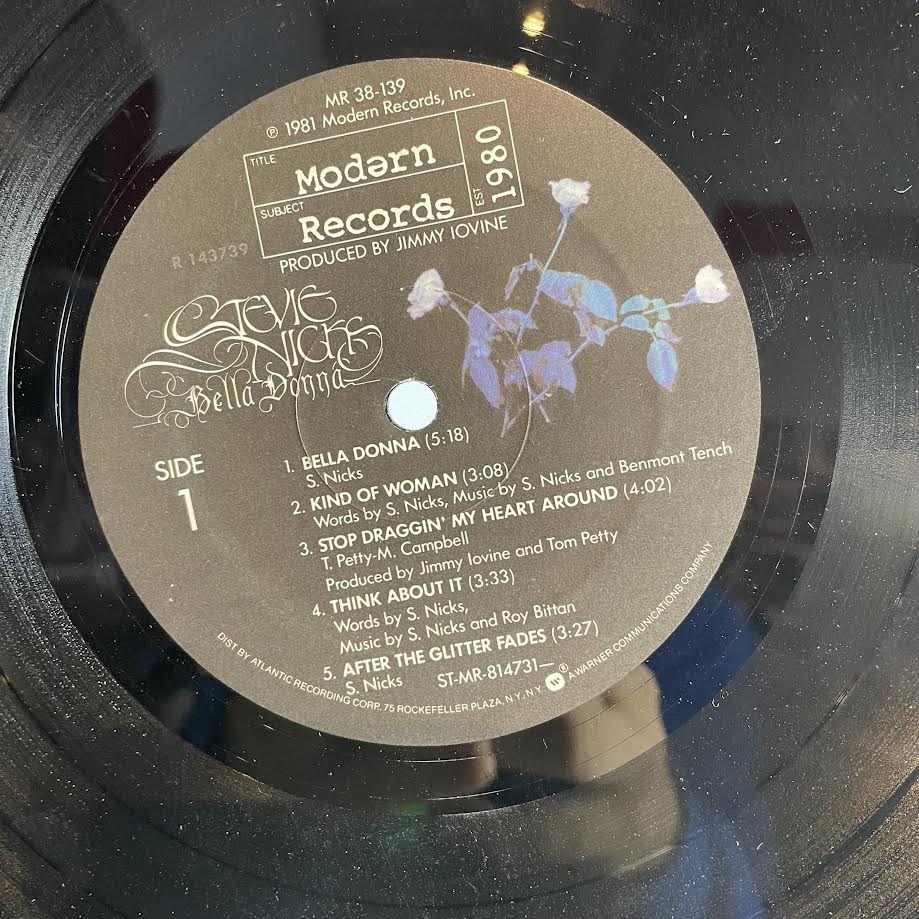 MR 38-139
℗ 1981 Modern Records, Inc.
TITLE
Modərn
SUBJECT
Records
EST
1980
PRODUCED BY JIMMY IOVINE
R 143739
STEVIE
NICKS
Bella Donna
SIDE
1
1. BELLA DONNA (5:18)
S. Nicks
2. KIND OF WOMAN (3:08)
Words by S. Nicks, Music by S. Nicks and Benmont Tench
3. STOP DRAGGIN' MY HEART AROUND (4:02)
T. Petty-M. Campbell
Produced by Jimmy Iovine and Tom Petty
4. THINK ABOUT IT (3:33)
Words by S. Nicks,
Music by S. Nicks and Roy Bittan
5. AFTER THE GLITTER FADES (3:27)
S. Nicks
ST-MR-814731—
DIST BY ATLANTIC RECORDING CORP. 75 ROCKEFELLER PLAZA, N.Y. N.Y. ® A WARNER COMMUNICATIONS COMPANY